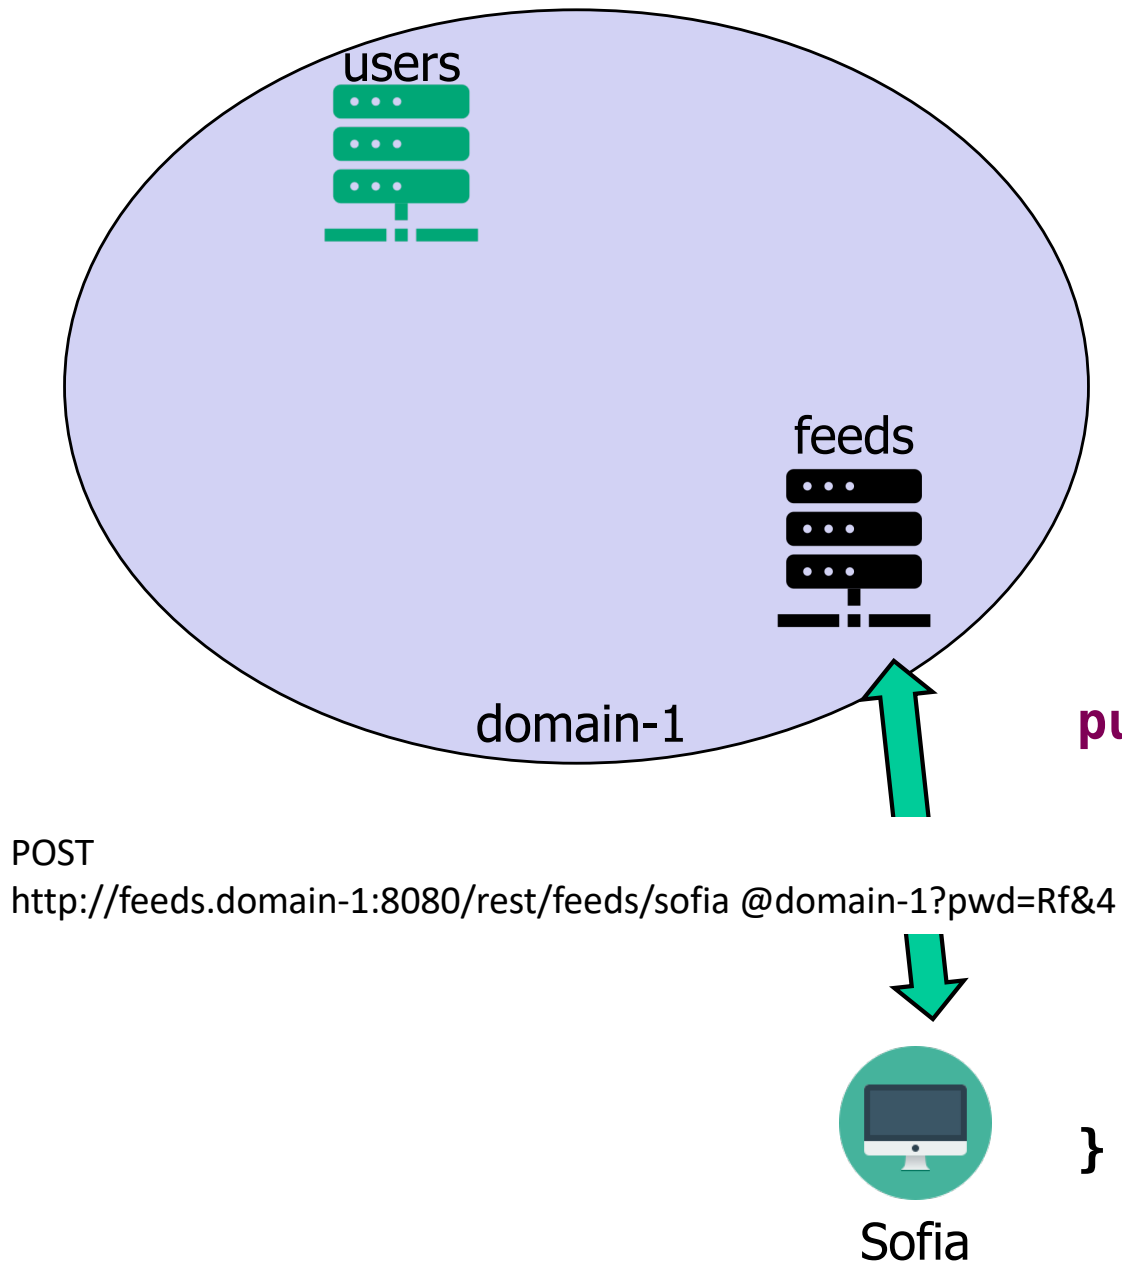 users
feeds
domain-1
pu
POST
http://feeds.domain-1:8080/rest/feeds/sofia @domain-1?pwd=Rf&4
}
Sofia